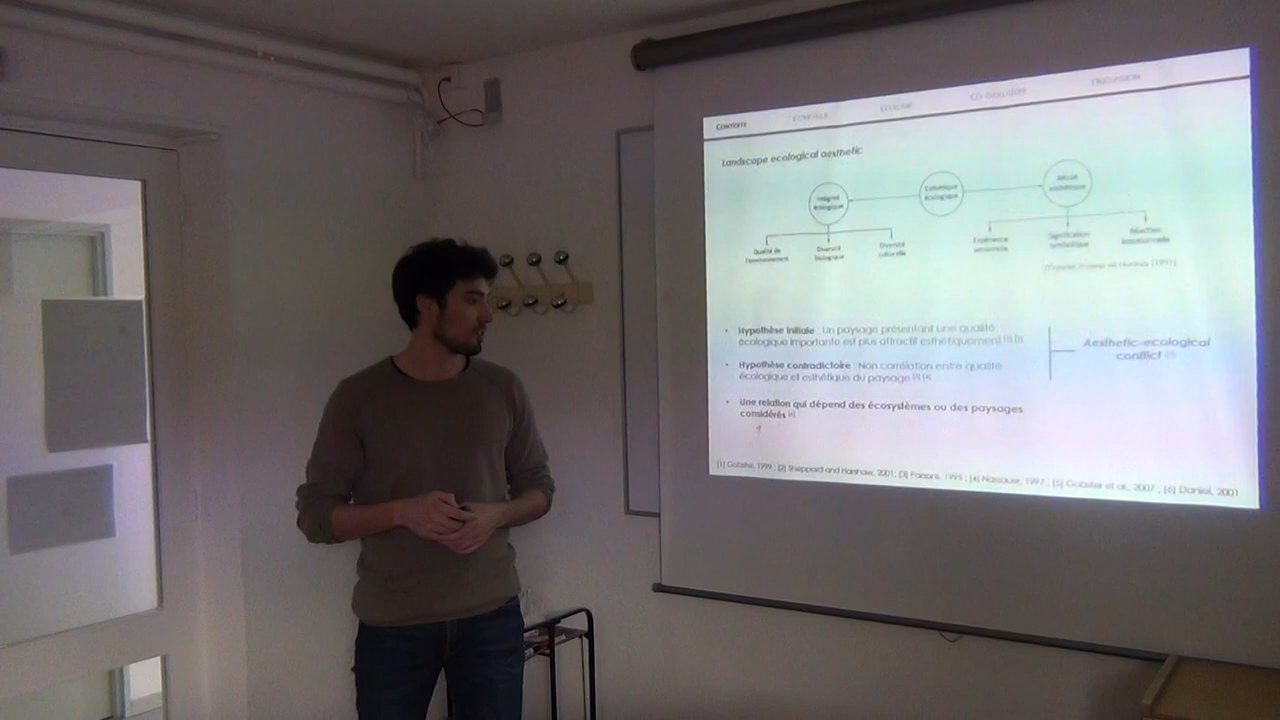 CONTEXTE
DISCUSSION
Landscape ecological aesthetic
Intégrité
écologique
Esthétique
écologique
Qualité de
l'environnement
Diversité
biologique
Diversité
culturelle
Expérience
sensorielle
Signification
symbolique
Réaction
émotionnelle
(1991)
• Hypothèse initiale : Un paysage présentant une qualité
écologique importante est plus attractif esthétiquement
• Hypothèse contradictoire : Non corrélation entre qualité
écologique et esthétique du paysage
• Une relation qui dépend des écosystèmes ou des paysages
considérés
Aesthetic-ecological
conflict
[1] Gobster, 1999 ; [2] Sheppard and Harshaw, 2001; [3] Parsons, 1995 ; [4] Nassauer, 1997 ; [5] Gobster et al., 2007 ; [6] Daniel, 2001